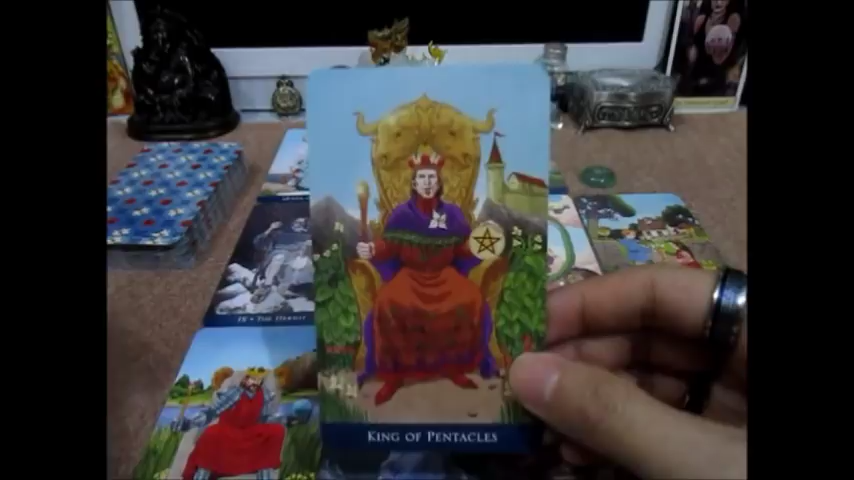 IX • The Hermit
King of Pentacles